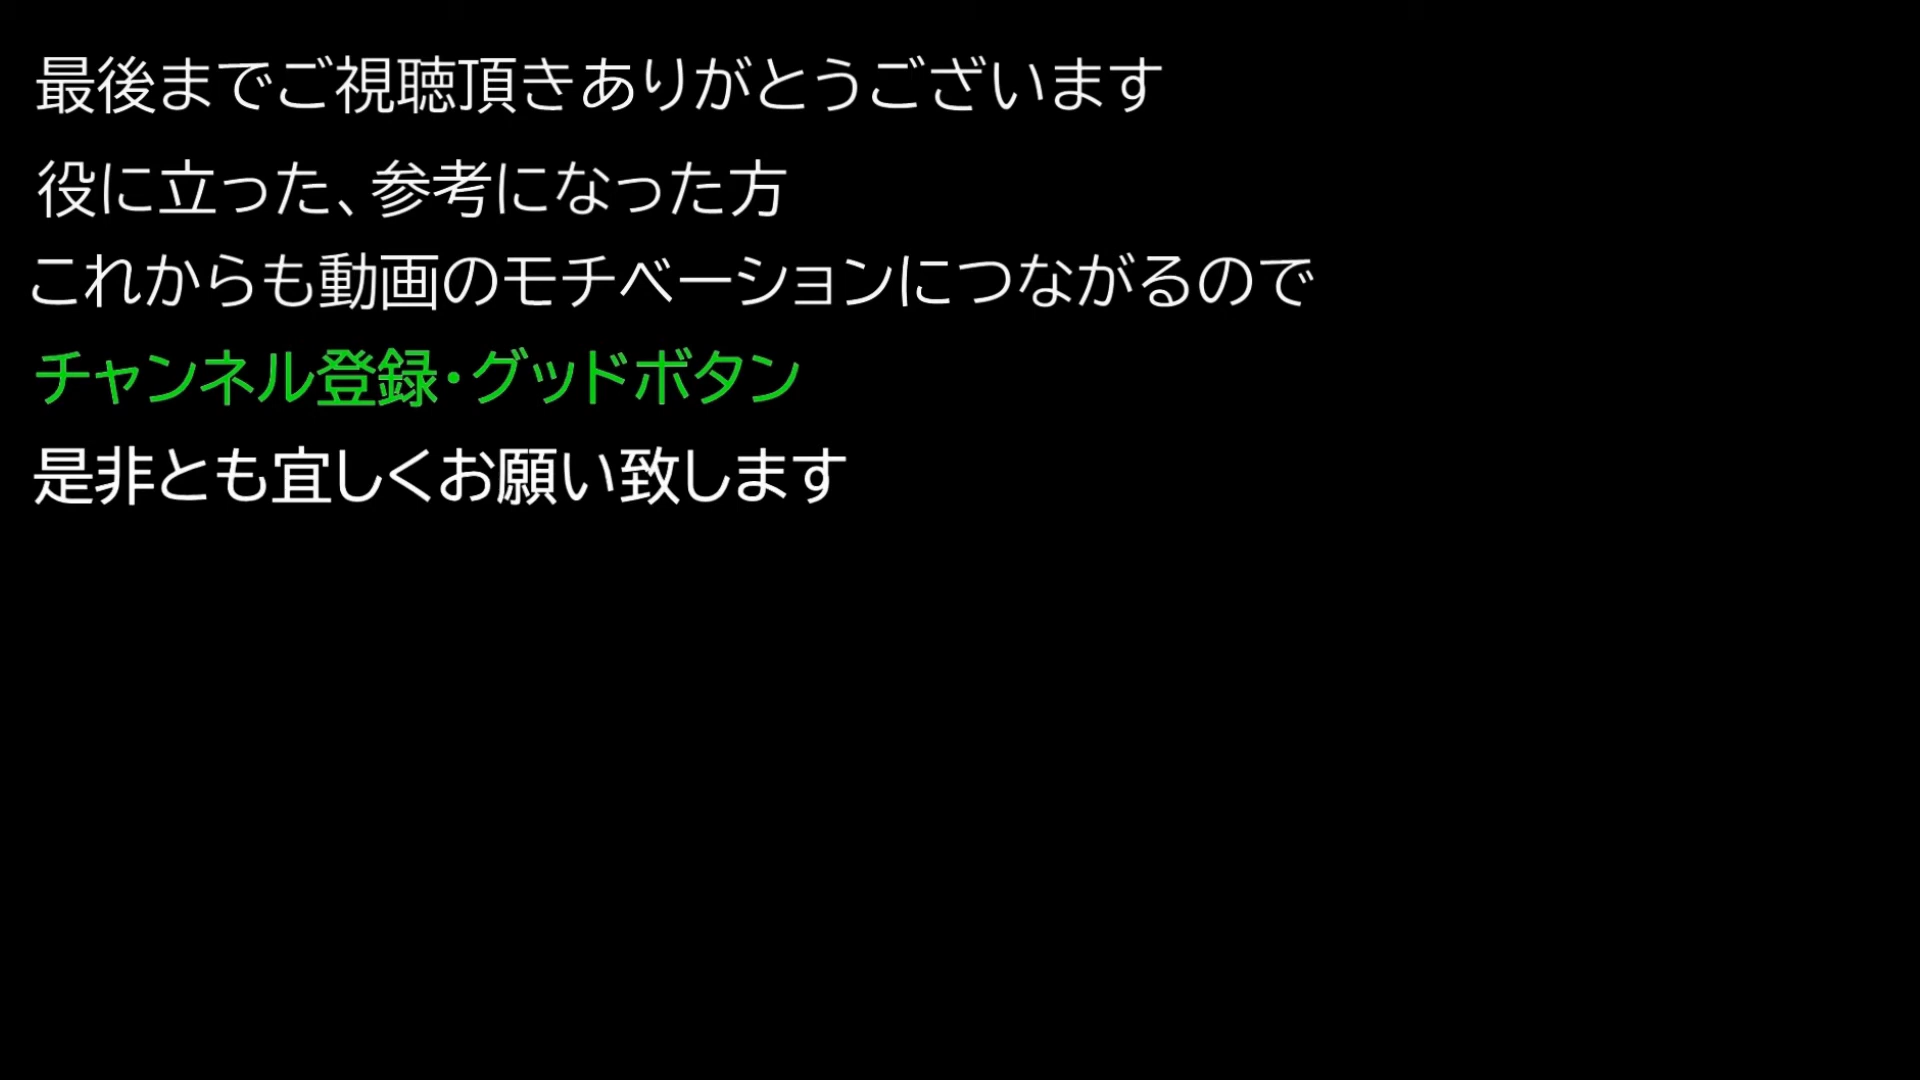 最後までご視聴頂きありがとうございます
役に立った、参考になった方
これからも動画のモチベーションにつながるので
チャンネル登録・グッドボタン
是非とも宜しくお願い致します